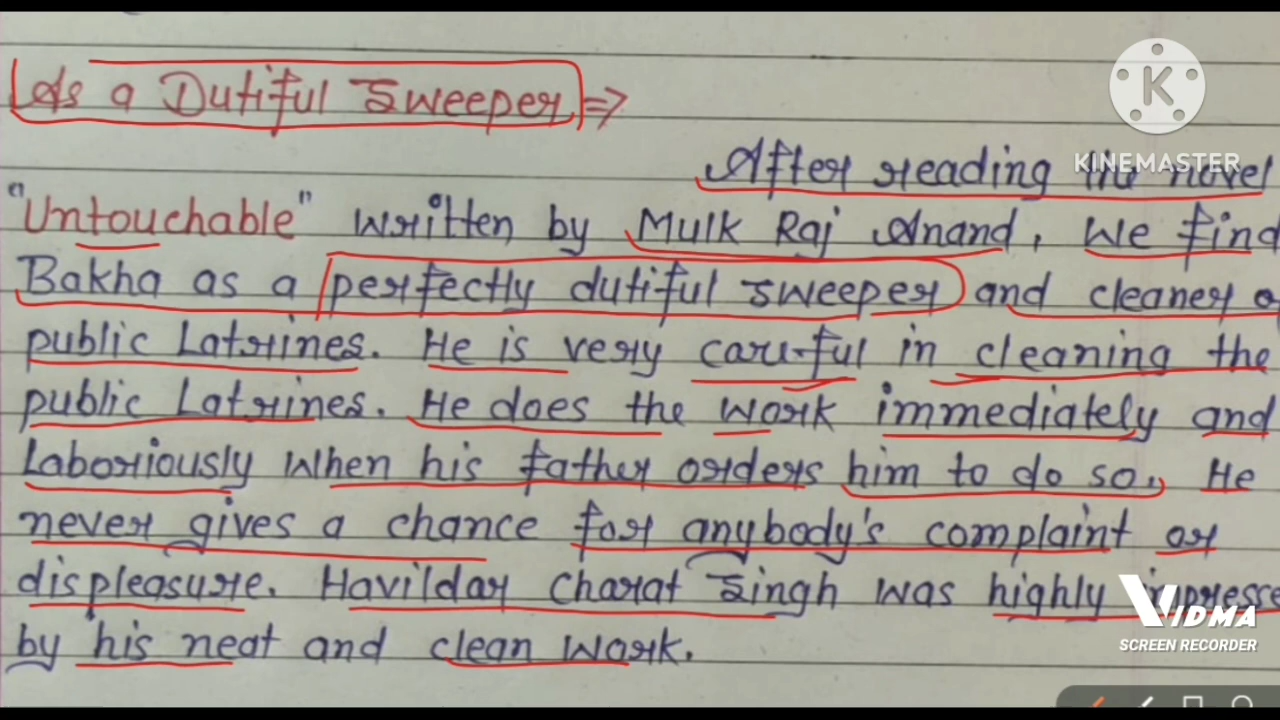 As a Dutiful Sweeper =>
K
KINEMASTER
After reading the novel
"Untouchable" written by Mulk Raj Anand, we find
Bakha as a perfectly dutiful sweeper and cleaner o
public Latrines. He is very careful in cleaning the
public Latrines. He does the work immediately and
Laboriously when his father orders him to do so. He
never gives a chance for anybody's complaint or
displeasure. Havildar Charat Singh was highly impresse
by his neat and clean work.
VIDMA
SCREEN RECORDER